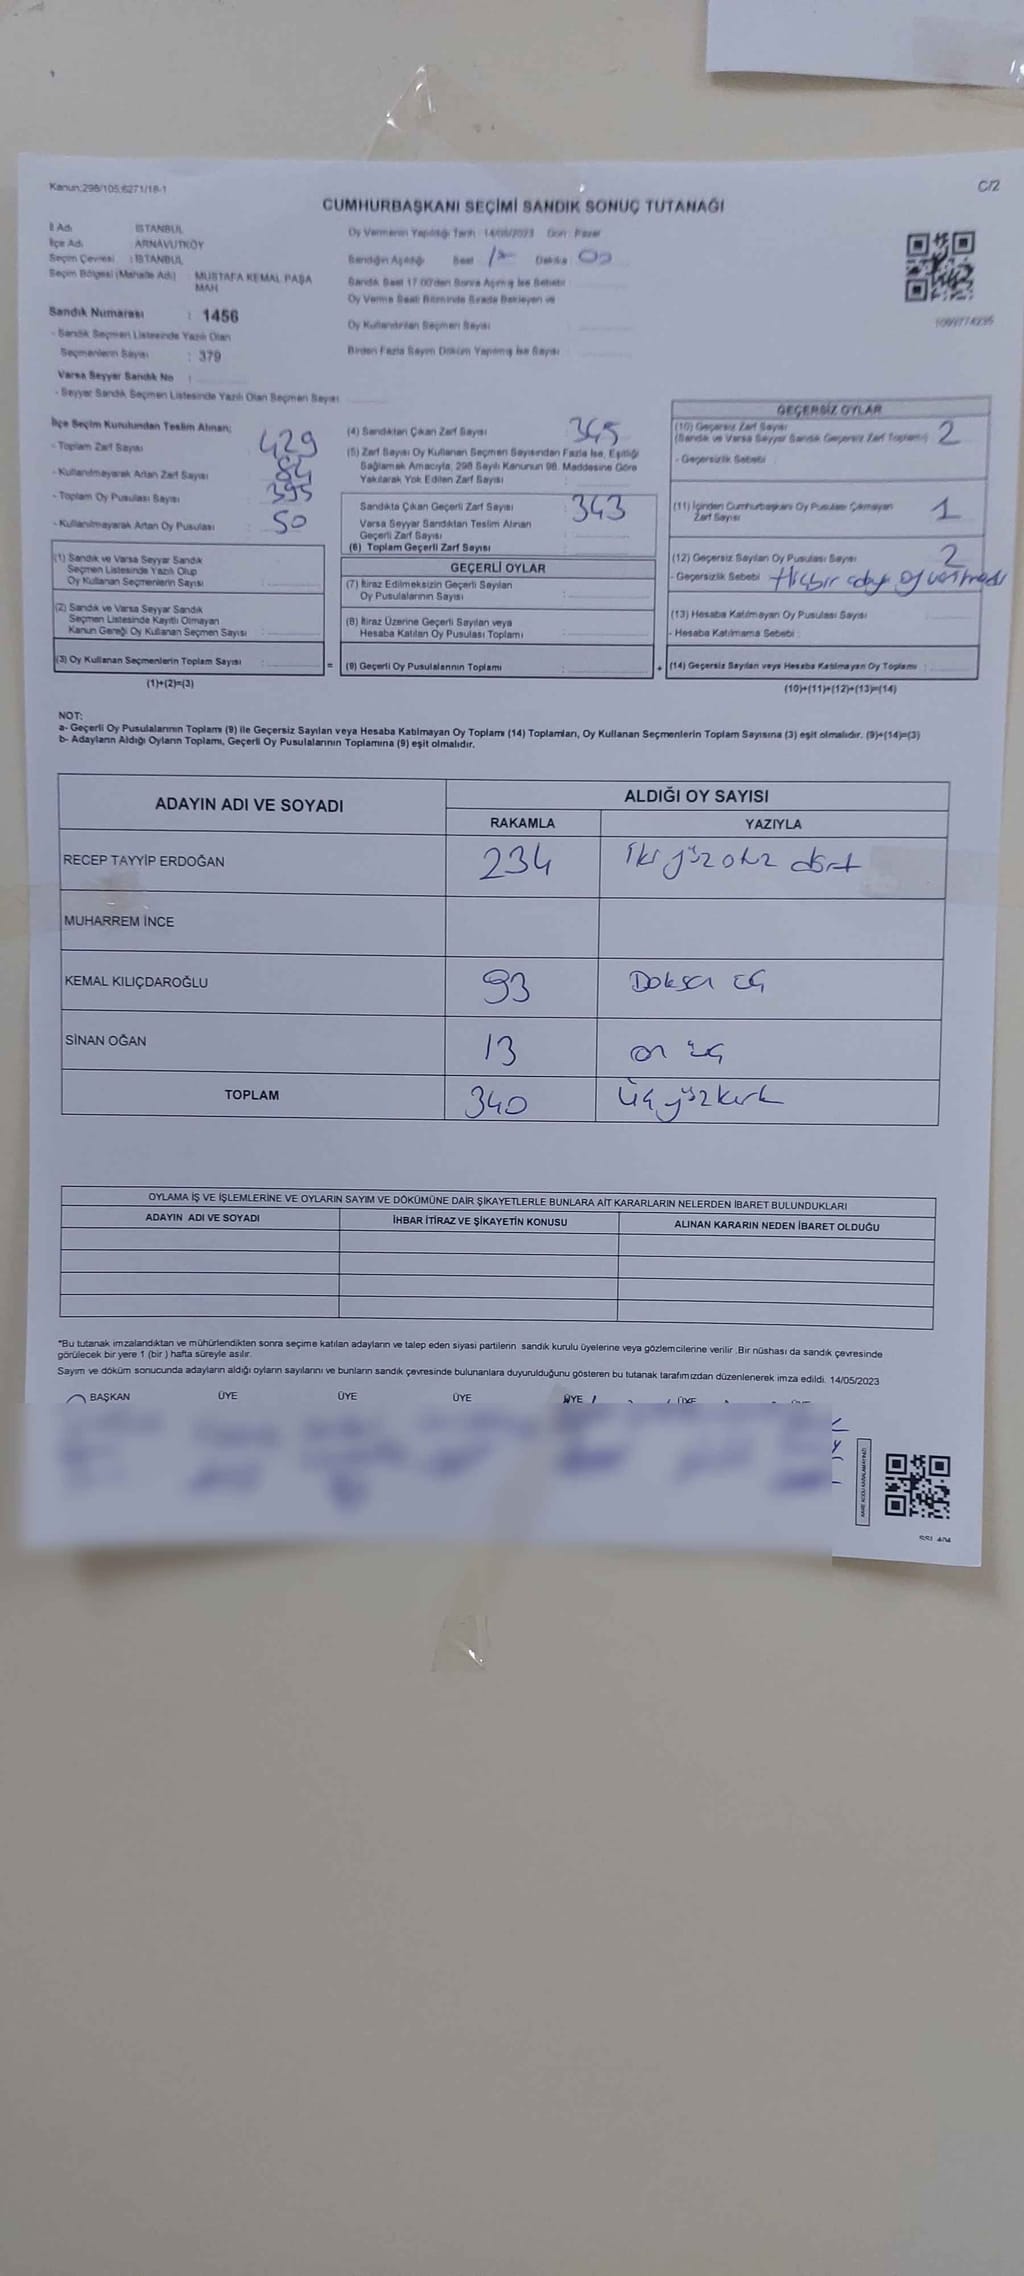 Kanun:298/105,6271/18-1
C/2
CUMHURBAŞKANI SEÇİMİ SANDIK SONUÇ TUTANAĞI
İl Adı : İSTANBUL
İlçe Adı : ARNAVUTKÖY
Seçim Çevresi : İSTANBUL
Seçim Bölgesi (Mahalle Adı) : MUSTAFA KEMAL PAŞA MAH
Sandık Numarası : 1456
- Sandık Seçmen Listesinde Yazılı Olan
Seçmenlerin Sayısı : 379
Varsa Seyyar Sandık No :
- Seyyar Sandık Seçmen Listesinde Yazılı Olan Seçmen Sayısı
Oy Vermenin Yapıldığı Tarih : 14/05/2023 Gün : Pazar
Sandığın Açıldığı Saat : 17 Dakika : 00
Sandık Saat 17:00'den Sonra Açılmış İse Sebebi :
Oy Verme Saati Bitiminde Sırada Bekleyen ve
Oy Kullandırılan Seçmen Sayısı :
Birden Fazla Sayım Döküm Yapılmış İse Sayısı :
İlçe Seçim Kurulundan Teslim Alınan;
- Toplam Zarf Sayısı : 429
- Kullanılmayarak Artan Zarf Sayısı : 84
- Toplam Oy Pusulası Sayısı : 395
- Kullanılmayarak Artan Oy Pusulası : 50
(1) Sandık ve Varsa Seyyar Sandık
Seçmen Listesinde Yazılı Olup
Oy Kullanan Seçmenlerin Sayısı :
(2) Sandık ve Varsa Seyyar Sandık
Seçmen Listesinde Kayıtlı Olmayan
Kanun Gereği Oy Kullanan Seçmen Sayısı :
(3) Oy Kullanan Seçmenlerin Toplam Sayısı :
(1)+(2)=(3)
(4) Sandıktan Çıkan Zarf Sayısı : 345
(5) Zarf Sayısı Oy Kullanan Seçmen Sayısından Fazla İse, Eşitliği
Sağlamak Amacıyla, 298 Sayılı Kanunun 98. Maddesine Göre
Yakılarak Yok Edilen Zarf Sayısı :
Sandıkta Çıkan Geçerli Zarf Sayısı : 343
Varsa Seyyar Sandıktan Teslim Alınan
Geçerli Zarf Sayısı :
(6) Toplam Geçerli Zarf Sayısı :
GEÇERLİ OYLAR
(7) İtiraz Edilmeksizin Geçerli Sayılan
Oy Pusulalarının Sayısı :
(8) İtiraz Üzerine Geçerli Sayılan veya
Hesaba Katılan Oy Pusulası Toplamı :
= (9) Geçerli Oy Pusulalarının Toplamı :
GEÇERSİZ OYLAR
(10) Geçersiz Zarf Sayısı
(Sandık ve Varsa Seyyar Sandık Geçersiz Zarf Toplamı) 2
- Geçersizlik Sebebi
(11) İçinden Cumhurbaşkanı Oy Pusulası Çıkmayan
Zarf Sayısı 1
(12) Geçersiz Sayılan Oy Pusulası Sayısı 2
- Geçersizlik Sebebi Hiçbir aday oy
(13) Hesaba Katılmayan Oy Pusulası Sayısı
- Hesaba Katılmama Sebebi :
+ (14) Geçersiz Sayılan veya Hesaba Katılmayan Oy Toplamı :
(10)+(11)+(12)+(13)=(14)
NOT:
a- Geçerli Oy Pusulalarının Toplamı (9) ile Geçersiz Sayılan veya Hesaba Katılmayan Oy Toplamı (14) Toplamları, Oy Kullanan Seçmenlerin Toplam Sayısına (3) eşit olmalıdır. (9)+(14)=(3)
b- Adayların Aldığı Oyların Toplamı, Geçerli Oy Pusulalarının Toplamına (9) eşit olmalıdır.
ADAYIN ADI VE SOYADI
ALDIĞI OY SAYISI
RAKAMLA YAZIYLA
RECEP TAYYİP ERDOĞAN 234 iki yüz otuz dört
MUHARREM İNCE
KEMAL KILIÇDAROĞLU 93 Doksan üç
SİNAN OĞAN 13 on üç
TOPLAM 340 üç yüz kırk
OYLAMA İŞ VE İŞLEMLERİNE VE OYLARIN SAYIM VE DÖKÜMÜNE DAİR ŞİKAYETLERLE BUNLARA AİT KARARLARIN NELERDEN İBARET BULUNDUKLARI
ADAYIN ADI VE SOYADI İHBAR İTİRAZ VE ŞİKAYETİN KONUSU ALINAN KARARIN NEDEN İBARET OLDUĞU
*Bu tutanak imzalandıktan ve mühürlendikten sonra seçime katılan adayların ve talep eden siyasi partilerin sandık kurulu üyelerine veya gözlemcilerine verilir .Bir nüshası da sandık çevresinde
görülecek bir yere 1 (bir ) hafta süreyle asılır.
Sayım ve döküm sonucunda adayların aldığı oyların sayılarını ve bunların sandık çevresinde bulunanlara duyurulduğunu gösteren bu tutanak tarafımızdan düzenlenerek imza edildi. 14/05/2023
BAŞKAN ÜYE ÜYE ÜYE ÜYE ÜYE ÜYE